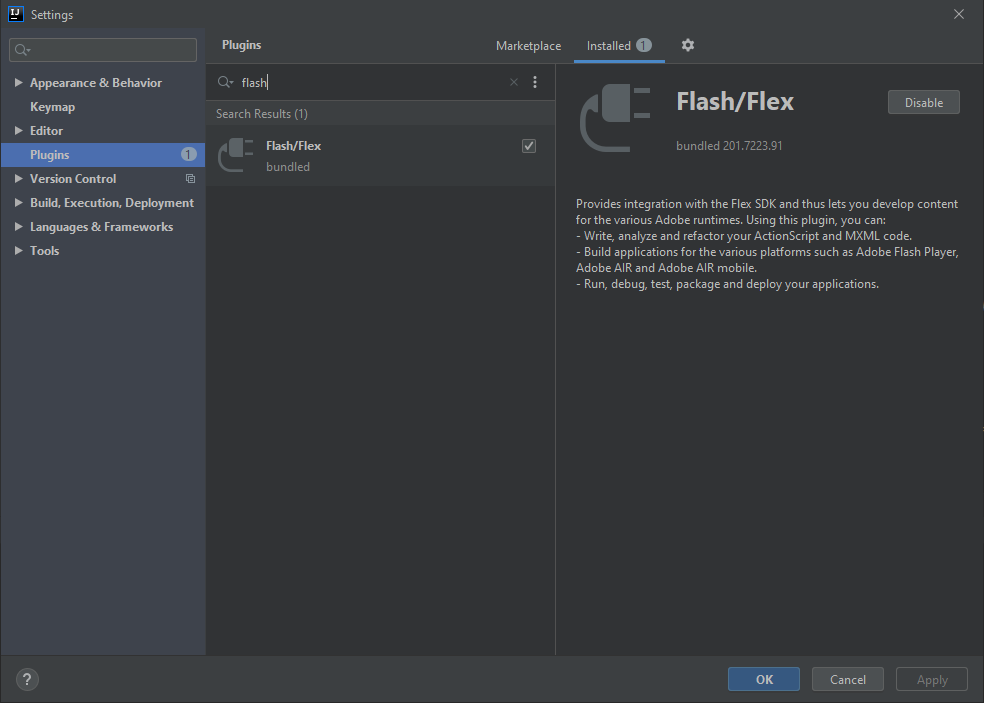 IJ
Settings
Appearance & Behavior
Keymap
Editor
Plugins 1
Version Control
Build, Execution, Deployment
Languages & Frameworks
Tools
Plugins
Marketplace Installed 1
flash
Search Results (1)
Flash/Flex
bundled
Flash/Flex
Disable
bundled 201.7223.91
Provides integration with the Flex SDK and thus lets you develop content
for the various Adobe runtimes. Using this plugin, you can:
- Write, analyze and refactor your ActionScript and MXML code.
- Build applications for the various platforms such as Adobe Flash Player,
Adobe AIR and Adobe AIR mobile.
- Run, debug, test, package and deploy your applications.
?
OK Cancel Apply